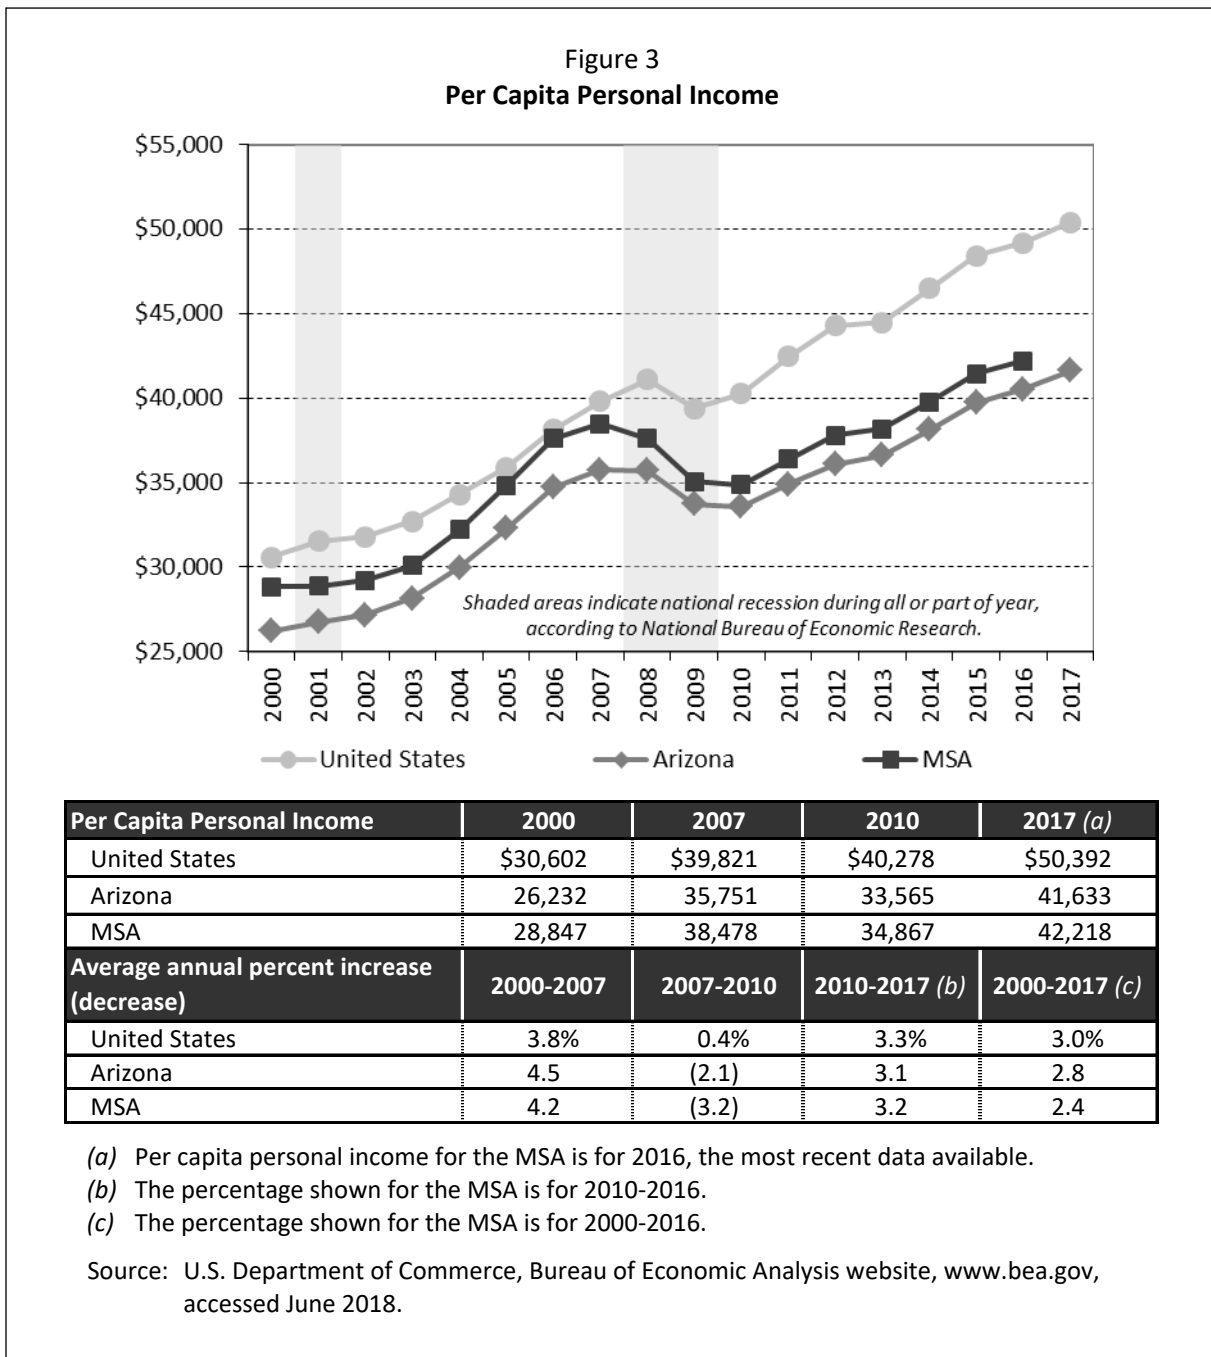 Figure 3
Per Capita Personal Income
$55,000
$50,000
$45,000
$40,000
$35,000
$30,000
$25,000
Shaded areas indicate national recession during all or part of year,
according to National Bureau of Economic Research.
2000 2001 2002 2003 2004 2005 2006 2007 2008 2009 2010 2011 2012 2013 2014 2015 2016 2017
United States Arizona MSA
Per Capita Personal Income 2000 2007 2010 2017 (a)
United States $30,602 $39,821 $40,278 $50,392
Arizona 26,232 35,751 33,565 41,633
MSA 28,847 38,478 34,867 42,218
Average annual percent increase
(decrease) 2000-2007 2007-2010 2010-2017 (b) 2000-2017 (c)
United States 3.8% 0.4% 3.3% 3.0%
Arizona 4.5 (2.1) 3.1 2.8
MSA 4.2 (3.2) 3.2 2.4
(a) Per capita personal income for the MSA is for 2016, the most recent data available.
(b) The percentage shown for the MSA is for 2010-2016.
(c) The percentage shown for the MSA is for 2000-2016.
Source: U.S. Department of Commerce, Bureau of Economic Analysis website, www.bea.gov,
accessed June 2018.